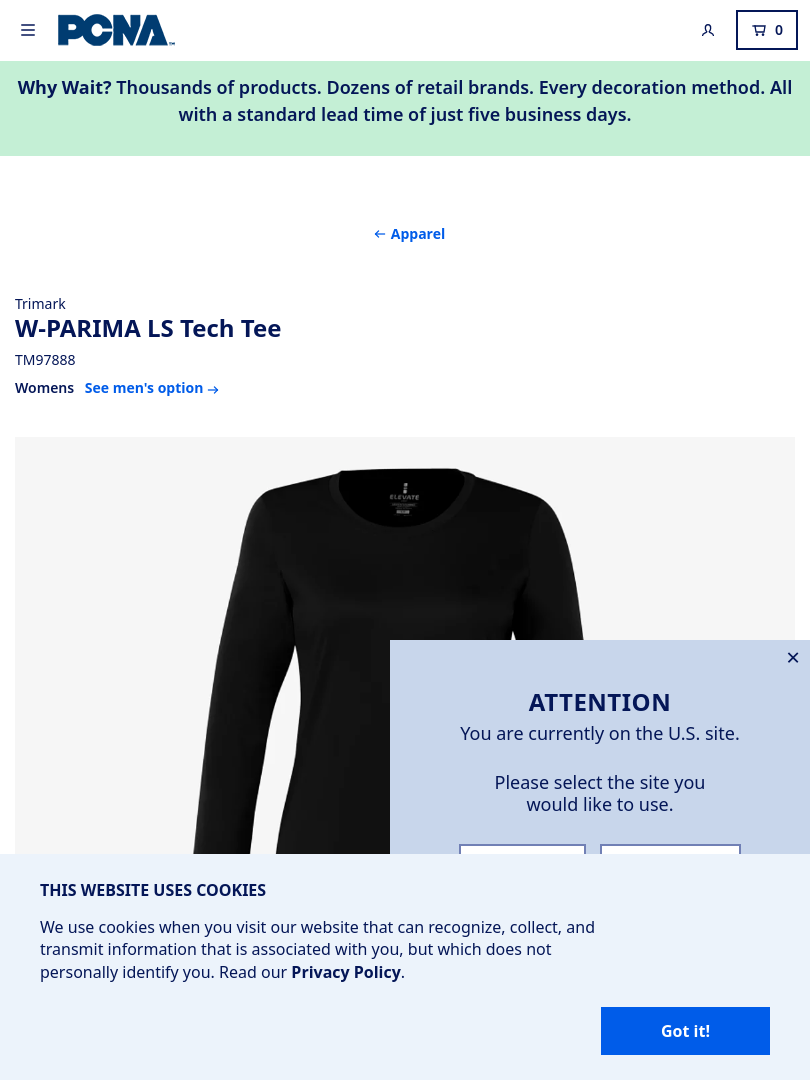 PCNA
0
Why Wait? Thousands of products. Dozens of retail brands. Every decoration method. All
with a standard lead time of just five business days.
← Apparel
Trimark
W-PARIMA LS Tech Tee
TM97888
Womens See men's option →
ELEVATE
ATTENTION
You are currently on the U.S. site.
Please select the site you
would like to use.
THIS WEBSITE USES COOKIES
We use cookies when you visit our website that can recognize, collect, and
transmit information that is associated with you, but which does not
personally identify you. Read our Privacy Policy.
Got it!